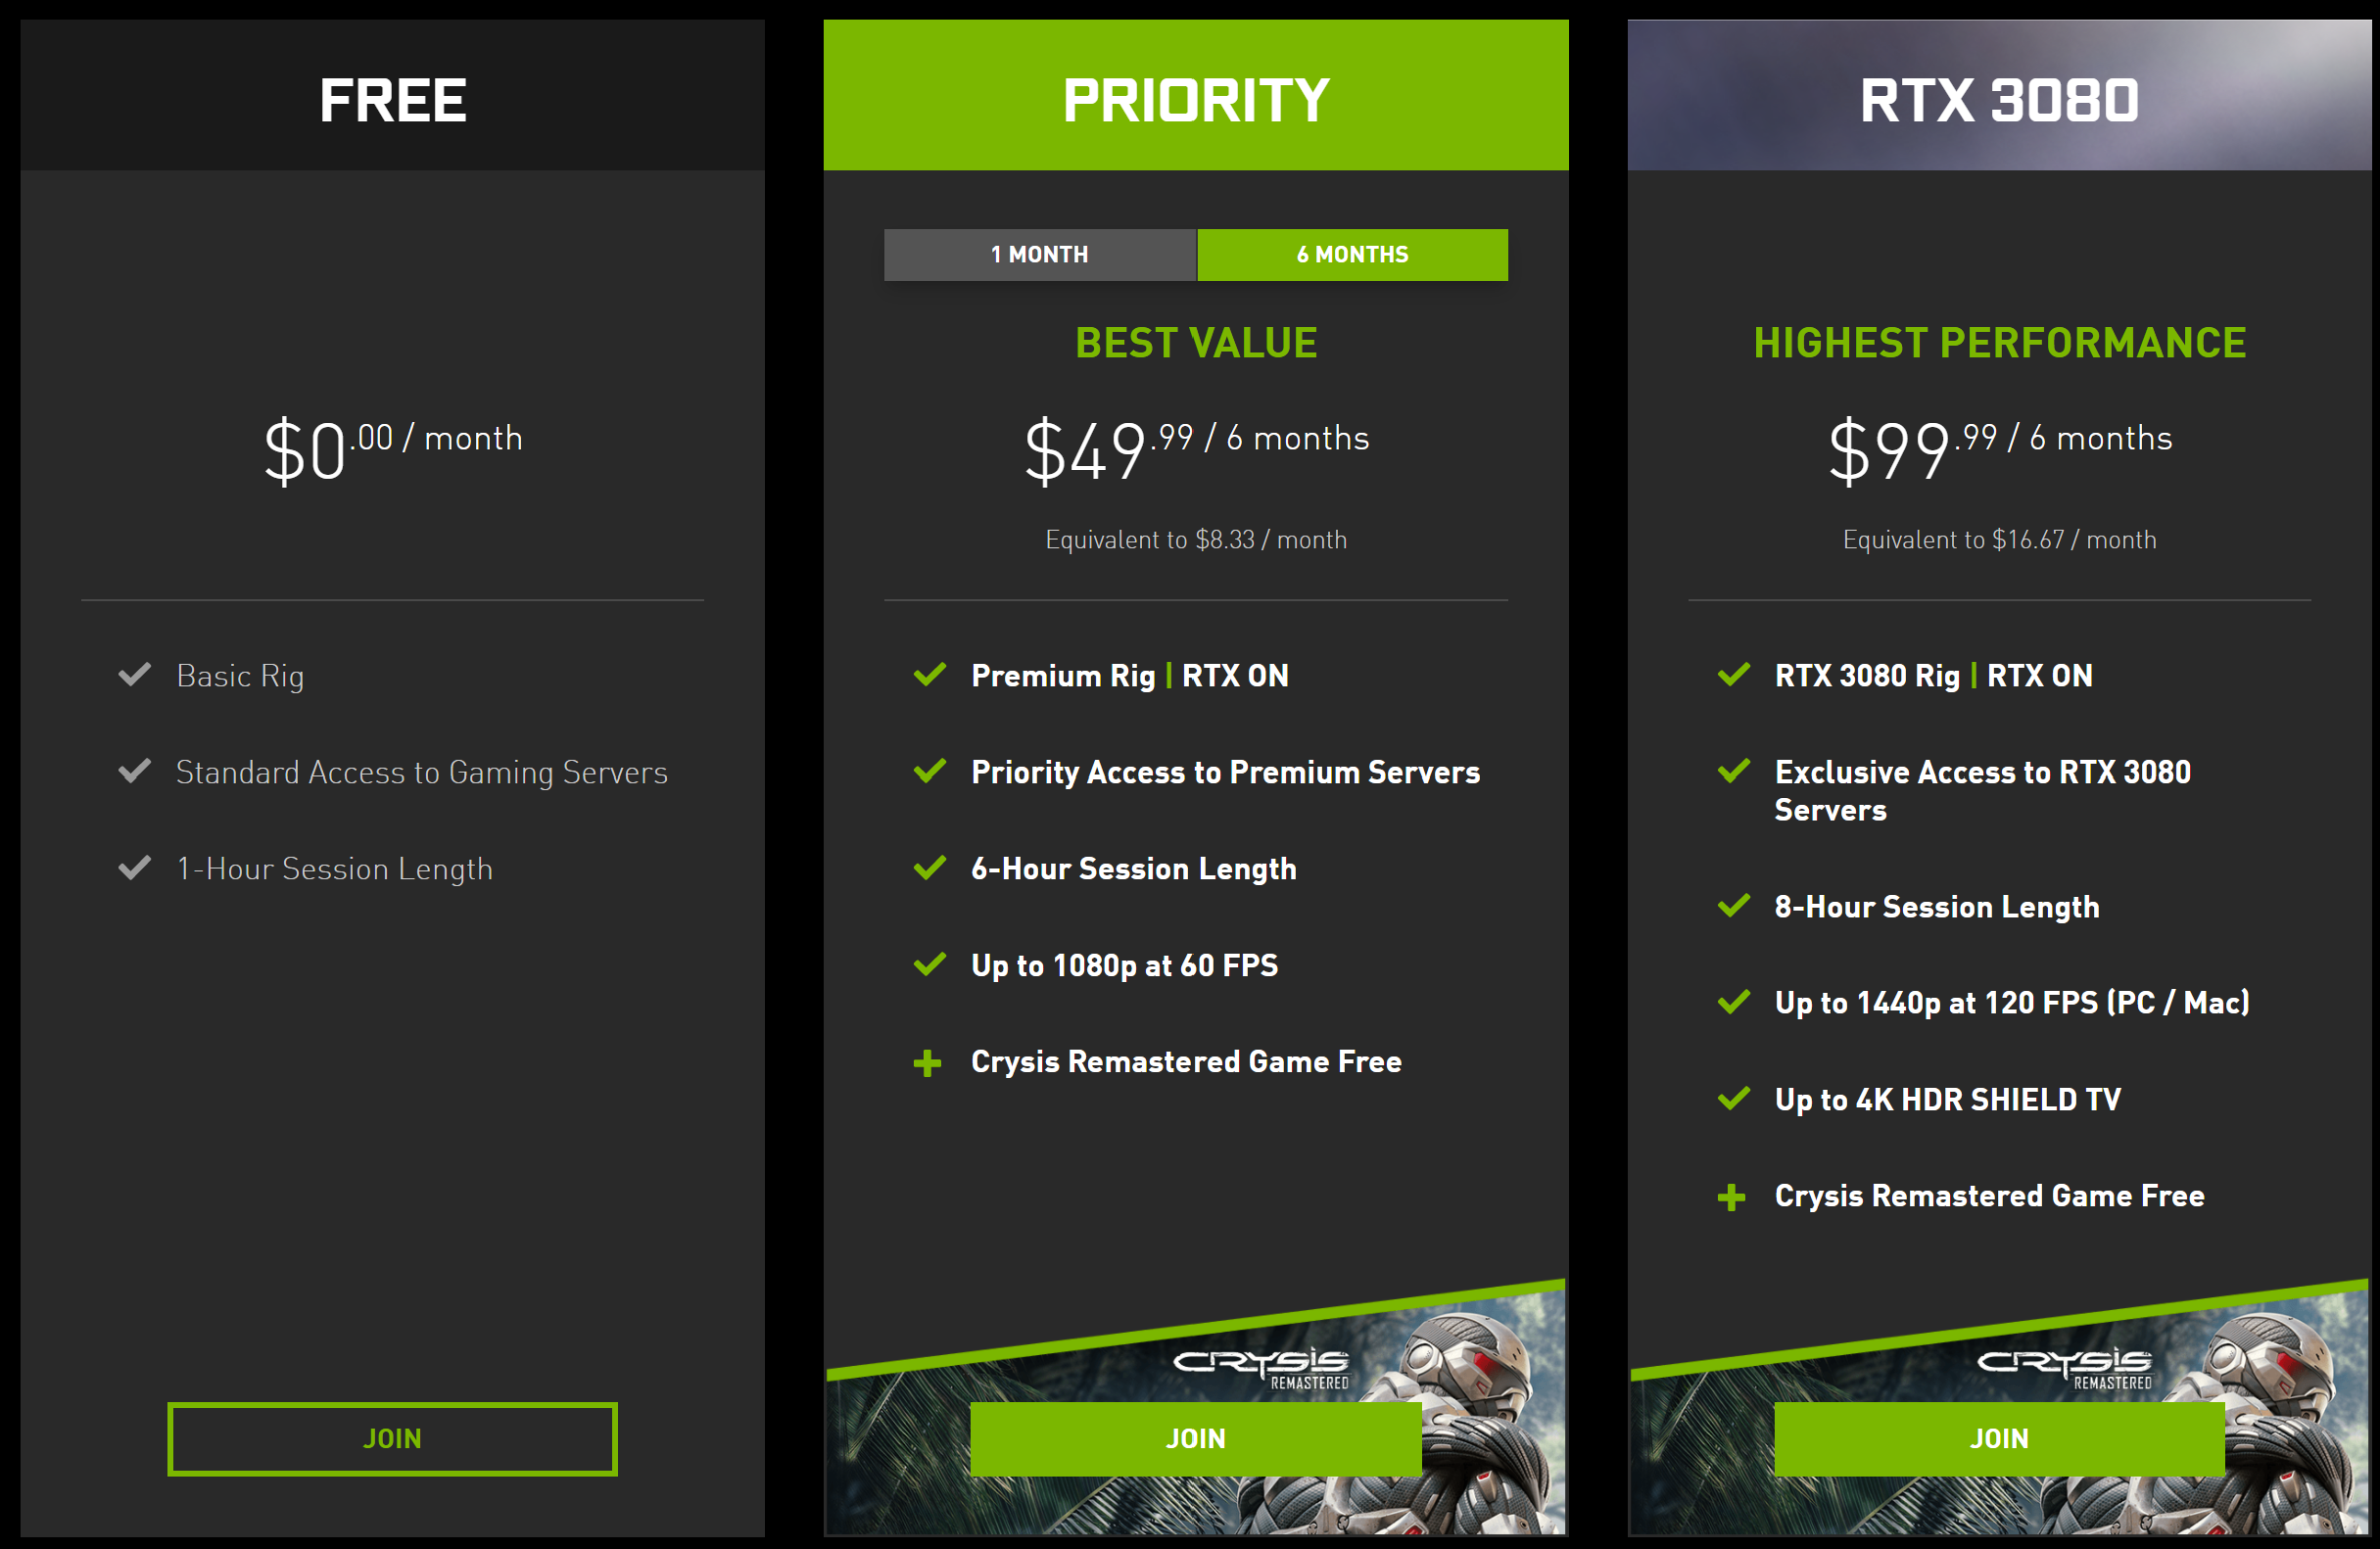 FREE
$0.00 / month
Basic Rig
Standard Access to Gaming Servers
1-Hour Session Length
JOIN
PRIORITY
1 MONTH
6 MONTHS
BEST VALUE
$49.99 / 6 months
Equivalent to $8.33 / month
Premium Rig | RTX ON
Priority Access to Premium Servers
6-Hour Session Length
Up to 1080p at 60 FPS
Crysis Remastered Game Free
CRYSIS
REMASTERED
JOIN
RTX 3080
HIGHEST PERFORMANCE
$99.99 / 6 months
Equivalent to $16.67 / month
RTX 3080 Rig | RTX ON
Exclusive Access to RTX 3080
Servers
8-Hour Session Length
Up to 1440p at 120 FPS (PC / Mac)
Up to 4K HDR SHIELD TV
Crysis Remastered Game Free
CRYSIS
REMASTERED
JOIN